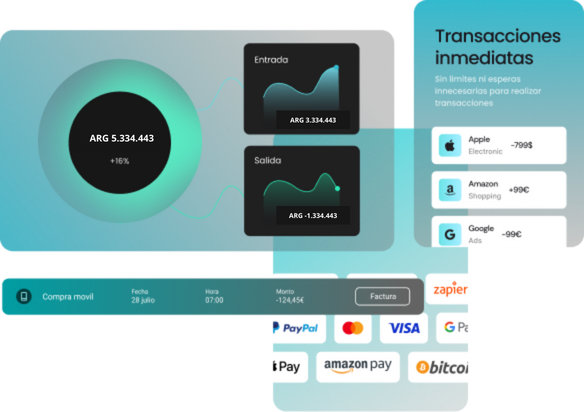 Entrada
ARG 3.334.443
ARG 5.334.443
+16%
Salida
ARG -1.334.443
Transacciones
inmediatas
Sin limites ni esperas
innecesarias para realizar
transacciones
Apple
Electronic
-799$
Amazon
Shopping
+99€
Google
Ads
-99€
Compra movil
Fecha
28 julio
Hora
07:00
Monto
-124,45€
Factura
zapier
PayPal
VISA
G Pa
Pay
amazon pay
bitcoi